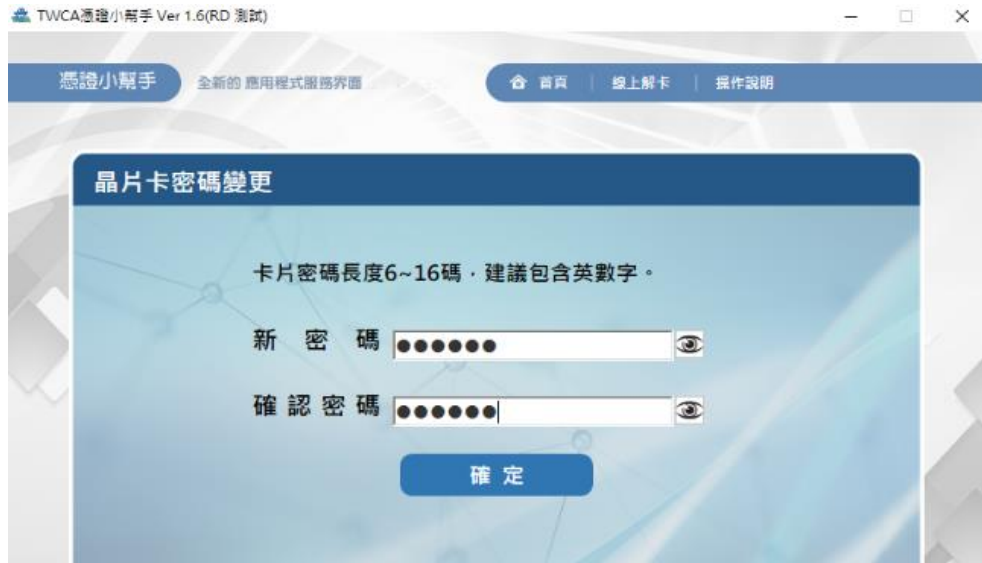 TWCA憑證小幫手 Ver 1.6(RD 測試)
憑證小幫手 全新的 應用程式服務界面 首頁 | 線上解卡 | 操作說明
晶片卡密碼變更
卡片密碼長度6~16碼，建議包含英數字。
新 密 碼 ●●●●●●
確 認 密 碼 ●●●●●●
確 定